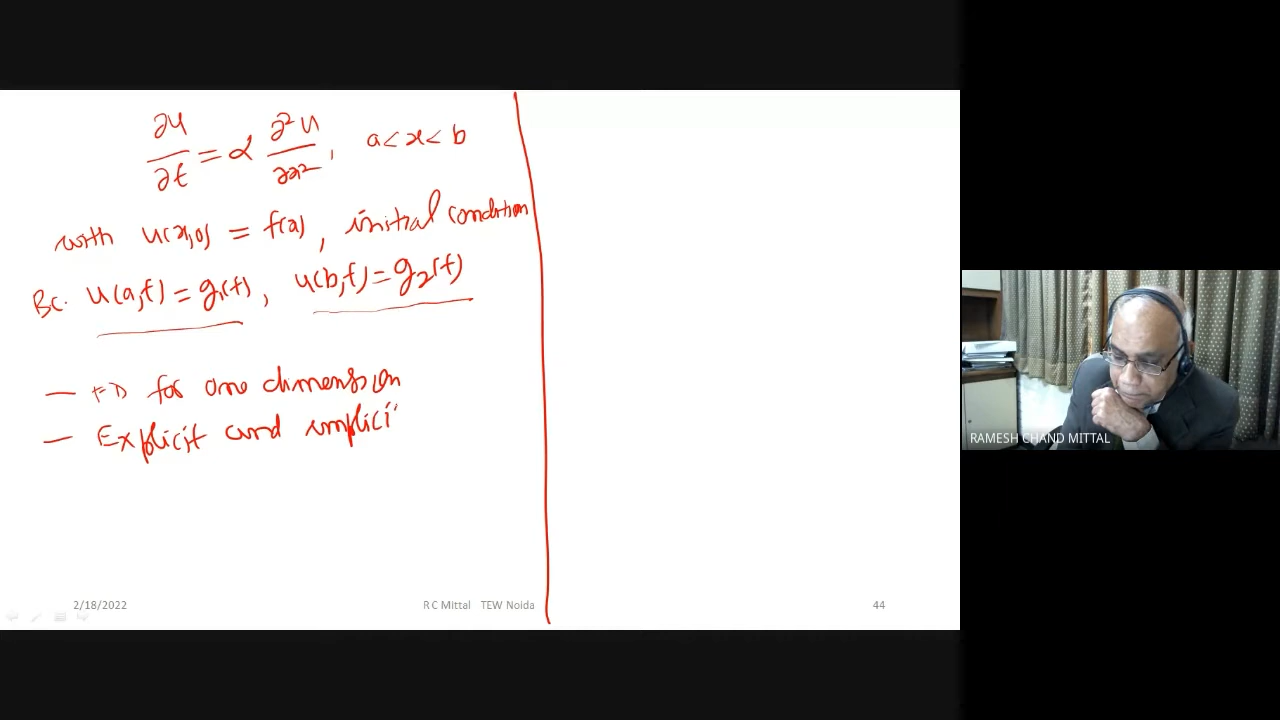 ∂u/∂t = α ∂²u/∂x², a < x < b
with u(x,0) = f(x), initial condition
BC. u(a,t) = g₁(t), u(b,t) = g₂(t)
— FD for one dimension
— Explicit and implici
2/18/2022 R C Mittal TEW Noida 44
RAMESH CHAND MITTAL